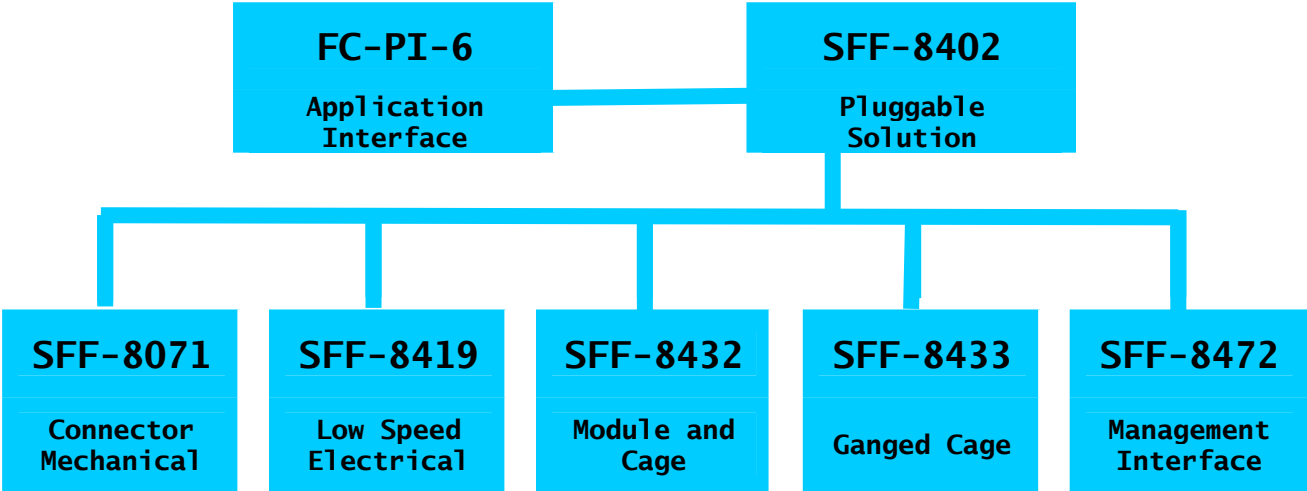 FC-PI-6
Application
Interface
SFF-8402
Pluggable
Solution
SFF-8071
Connector
Mechanical
SFF-8419
Low Speed
Electrical
SFF-8432
Module and
Cage
SFF-8433
Ganged Cage
SFF-8472
Management
Interface